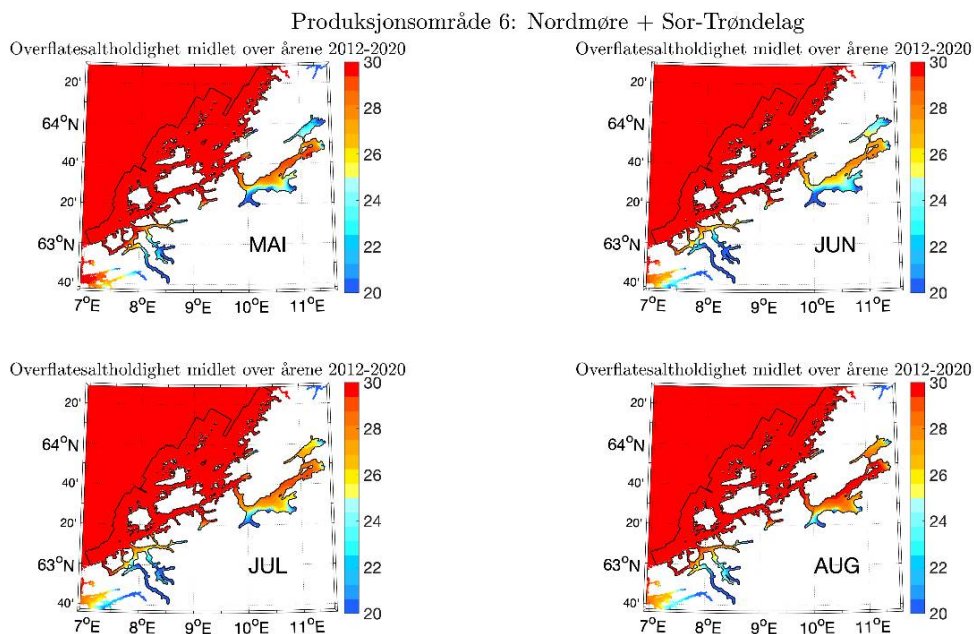 Produksjonsområde 6: Nordmøre + Sor-Trøndelag
Overflatesaltholdighet midlet over årene 2012-2020
Overflatesaltholdighet midlet over årene 2012-2020
20'
64°N
40'
20'
63°N
40'
7°E 8°E 9°E 10°E 11°E
MAI
30
28
26
24
22
20
20'
64°N
40'
20'
63°N
40'
7°E 8°E 9°E 10°E 11°E
JUN
30
28
26
24
22
20
Overflatesaltholdighet midlet over årene 2012-2020
Overflatesaltholdighet midlet over årene 2012-2020
20'
64°N
40'
20'
63°N
40'
7°E 8°E 9°E 10°E 11°E
JUL
30
28
26
24
22
20
20'
64°N
40'
20'
63°N
40'
7°E 8°E 9°E 10°E 11°E
AUG
30
28
26
24
22
20